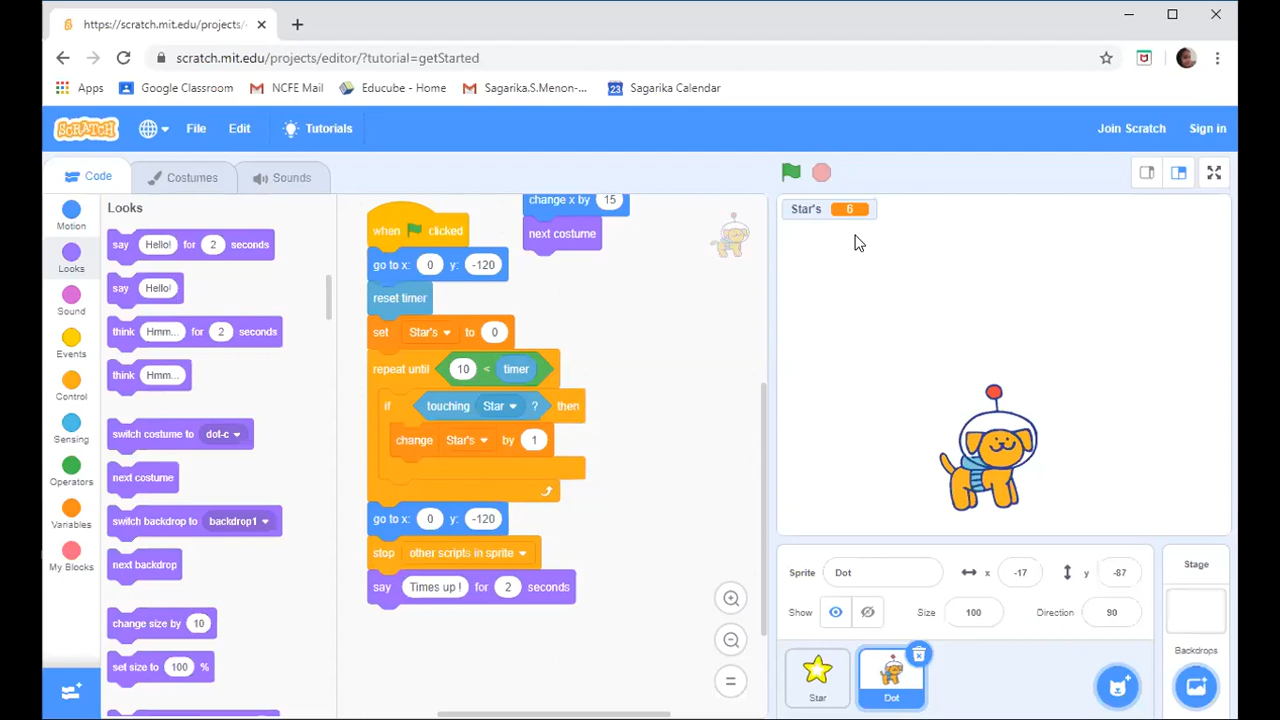 https://scratch.mit.edu/projects/
scratch.mit.edu/projects/editor/?tutorial=getStarted
Apps Google Classroom NCFE Mail Educube - Home Sagarika.S.Menon-... 23 Sagarika Calendar
SCRATCH File Edit Tutorials Join Scratch Sign in
Code Costumes Sounds
Motion
Looks
Sound
Events
Control
Sensing
Operators
Variables
My Blocks
Looks
say Hello! for 2 seconds
say Hello!
think Hmm... for 2 seconds
think Hmm...
switch costume to dot-c
next costume
switch backdrop to backdrop1
next backdrop
change size by 10
set size to 100 %
change x by 15
next costume
when clicked
go to x: 0 y: -120
reset timer
set Star's to 0
repeat until 10 < timer
if touching Star ? then
change Star's by 1
go to x: 0 y: -120
stop other scripts in sprite
say Times up ! for 2 seconds
Star's 6
Sprite Dot x -17 y -87
Show Size 100 Direction 90
Star
Dot
Stage
Backdrops